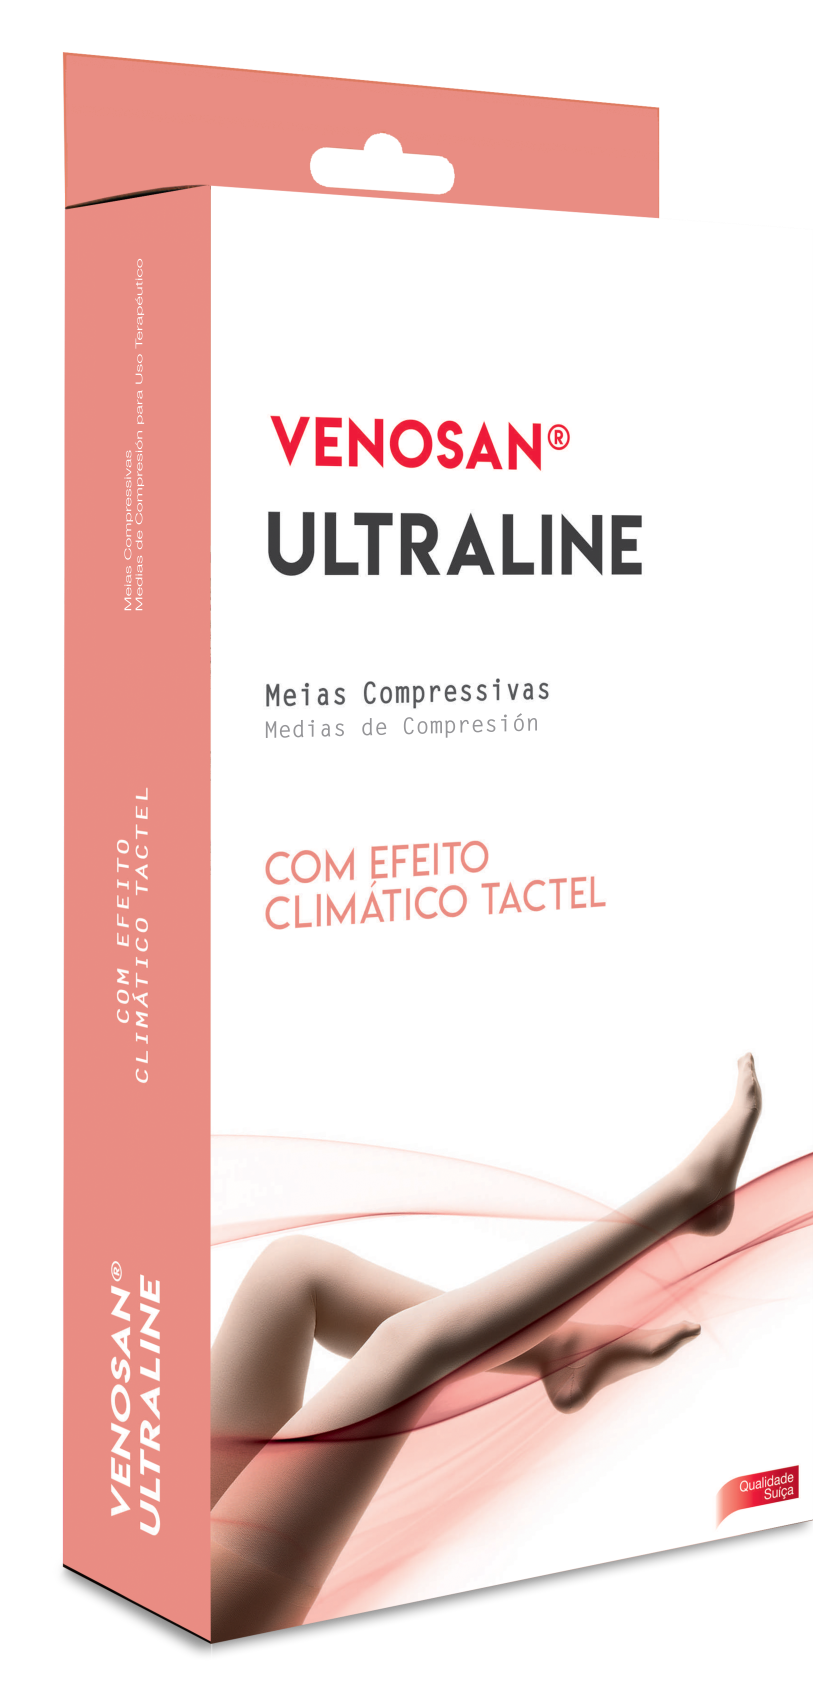 VENOSAN®
ULTRALINE
Meias Compressivas
Medias de Compresión
COM EFEITO
CLIMÁTICO TACTEL
Qualidade
Suíça
Meias Compressivas
Medias de Compresión para Uso Terapéutico
COM EFEITO
CLIMÁTICO TACTEL
VENOSAN®
ULTRALINE